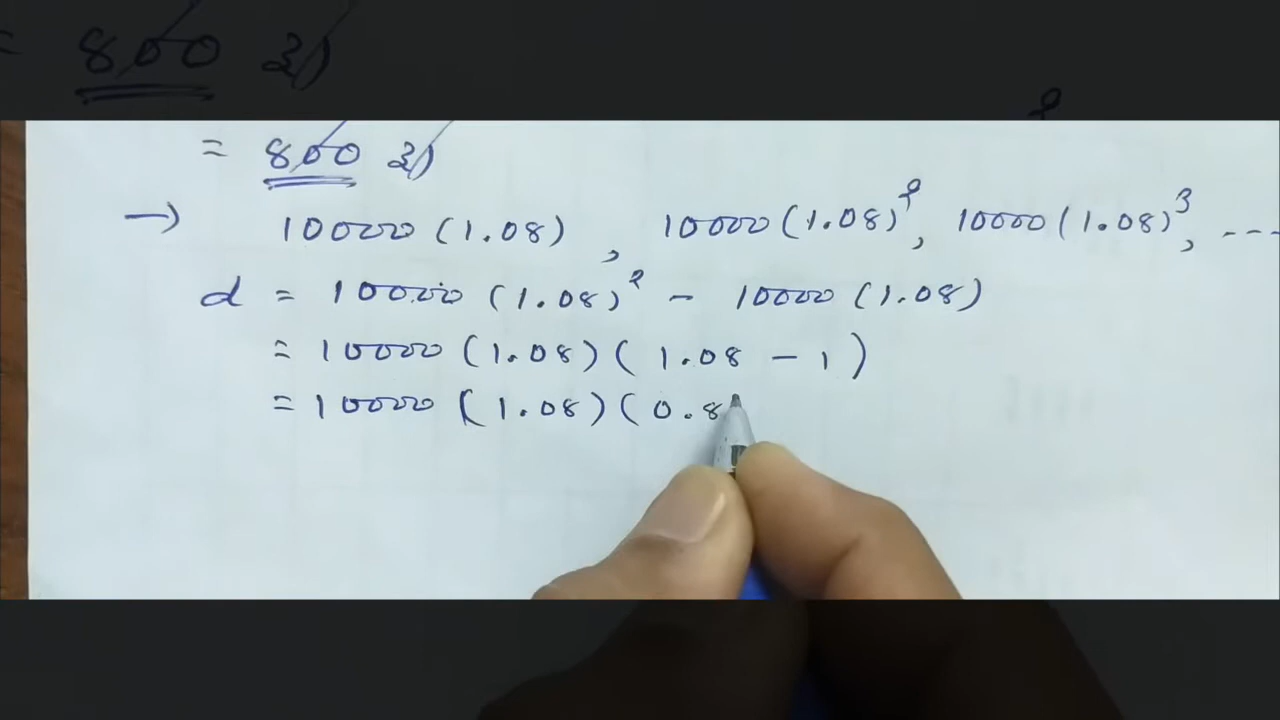 = 800 રૂ
→ 10000 (1.08) , 10000 (1.08)², 10000 (1.08)³, ---
d = 10000 (1.08)² - 10000 (1.08)
= 10000 (1.08) ( 1.08 - 1 )
= 10000 (1.08) ( 0.8